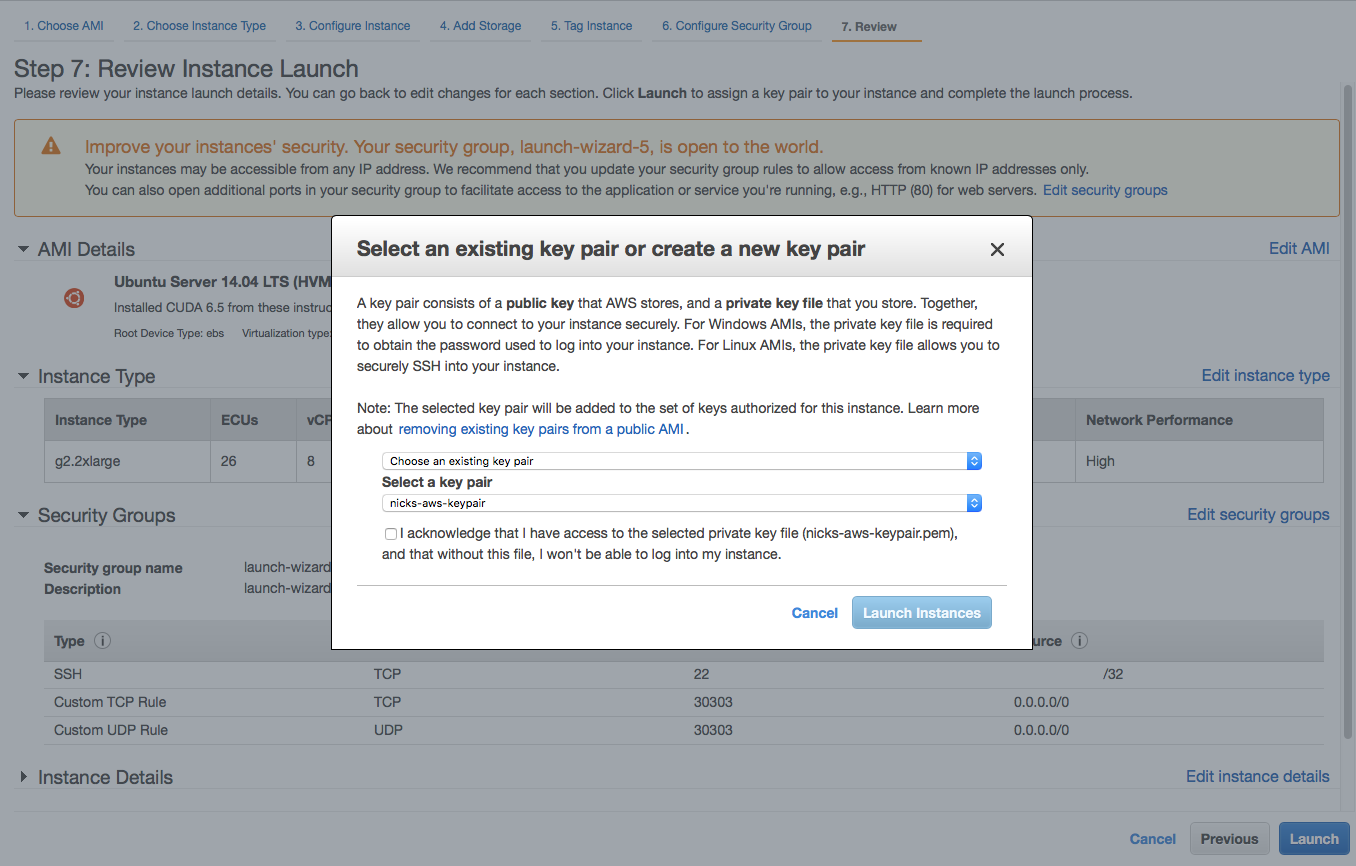 1. Choose AMI 2. Choose Instance Type 3. Configure Instance 4. Add Storage 5. Tag Instance 6. Configure Security Group 7. Review
Step 7: Review Instance Launch
Please review your instance launch details. You can go back to edit changes for each section. Click Launch to assign a key pair to your instance and complete the launch process.
Improve your instances' security. Your security group, launch-wizard-5, is open to the world.
Your instances may be accessible from any IP address. We recommend that you update your security group rules to allow access from known IP addresses only.
You can also open additional ports in your security group to facilitate access to the application or service you're running, e.g., HTTP (80) for web servers. Edit security groups
AMI Details Edit AMI
Ubuntu Server 14.04 LTS (HVM
Installed CUDA 6.5 from these instruc
Root Device Type: ebs Virtualization type:
Instance Type Edit instance type
Instance Type ECUs vCP Network Performance
g2.2xlarge 26 8 High
Security Groups Edit security groups
Security group name launch-wizard
Description launch-wizard
Type i urce i
SSH TCP 22 /32
Custom TCP Rule TCP 30303 0.0.0.0/0
Custom UDP Rule UDP 30303 0.0.0.0/0
Instance Details Edit instance details
Cancel Previous Launch
Select an existing key pair or create a new key pair
A key pair consists of a public key that AWS stores, and a private key file that you store. Together,
they allow you to connect to your instance securely. For Windows AMIs, the private key file is required
to obtain the password used to log into your instance. For Linux AMIs, the private key file allows you to
securely SSH into your instance.
Note: The selected key pair will be added to the set of keys authorized for this instance. Learn more
about removing existing key pairs from a public AMI.
Choose an existing key pair
Select a key pair
nicks-aws-keypair
I acknowledge that I have access to the selected private key file (nicks-aws-keypair.pem),
and that without this file, I won't be able to log into my instance.
Cancel Launch Instances